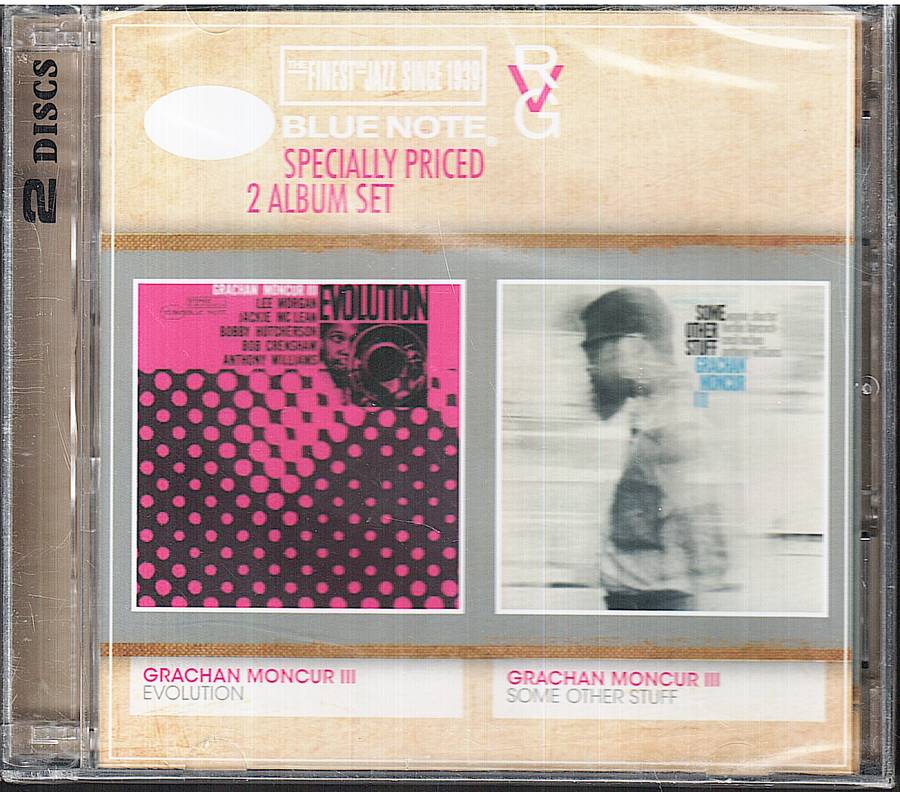 2 DISCS
THE FINEST IN JAZZ SINCE 1939
BLUE NOTE®
RVG
SPECIALLY PRICED
2 ALBUM SET
GRACHAN MONCUR III
LEE MORGAN
JACKIE MC LEAN
BOBBY HUTCHERSON
BOB CRENSHAW
ANTHONY WILLIAMS
EVOLUTION
SOME
OTHER
STUFF
GRACHAN
MONCUR
III
GRACHAN MONCUR III
EVOLUTION
GRACHAN MONCUR III
SOME OTHER STUFF